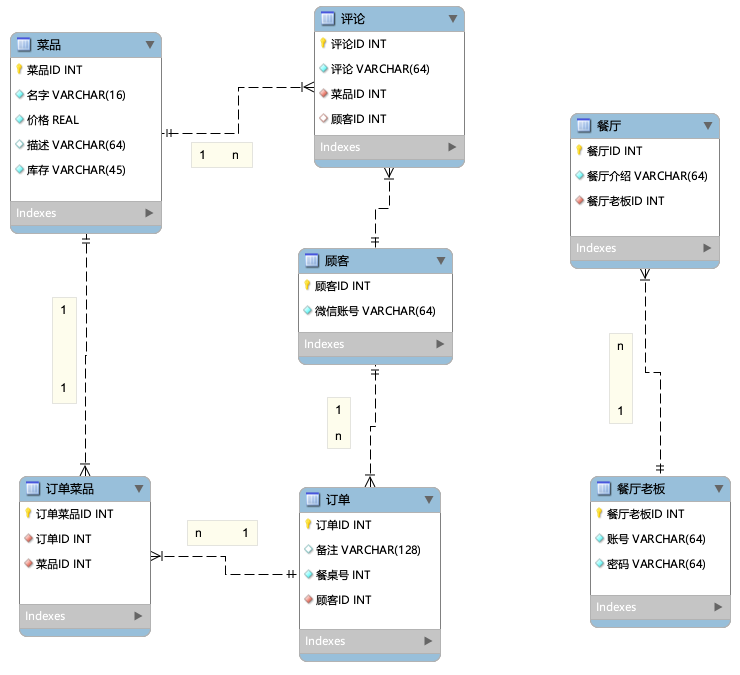 菜品
菜品ID INT
名字 VARCHAR(16)
价格 REAL
描述 VARCHAR(64)
库存 VARCHAR(45)
Indexes
评论
评论ID INT
评论 VARCHAR(64)
菜品ID INT
顾客ID INT
Indexes
1 n
餐厅
餐厅ID INT
餐厅介绍 VARCHAR(64)
餐厅老板ID INT
Indexes
顾客
顾客ID INT
微信账号 VARCHAR(64)
Indexes
1
1
1
n
n
1
订单菜品
订单菜品ID INT
订单ID INT
菜品ID INT
Indexes
n 1
订单
订单ID INT
备注 VARCHAR(128)
餐桌号 INT
顾客ID INT
Indexes
餐厅老板
餐厅老板ID INT
账号 VARCHAR(64)
密码 VARCHAR(64)
Indexes